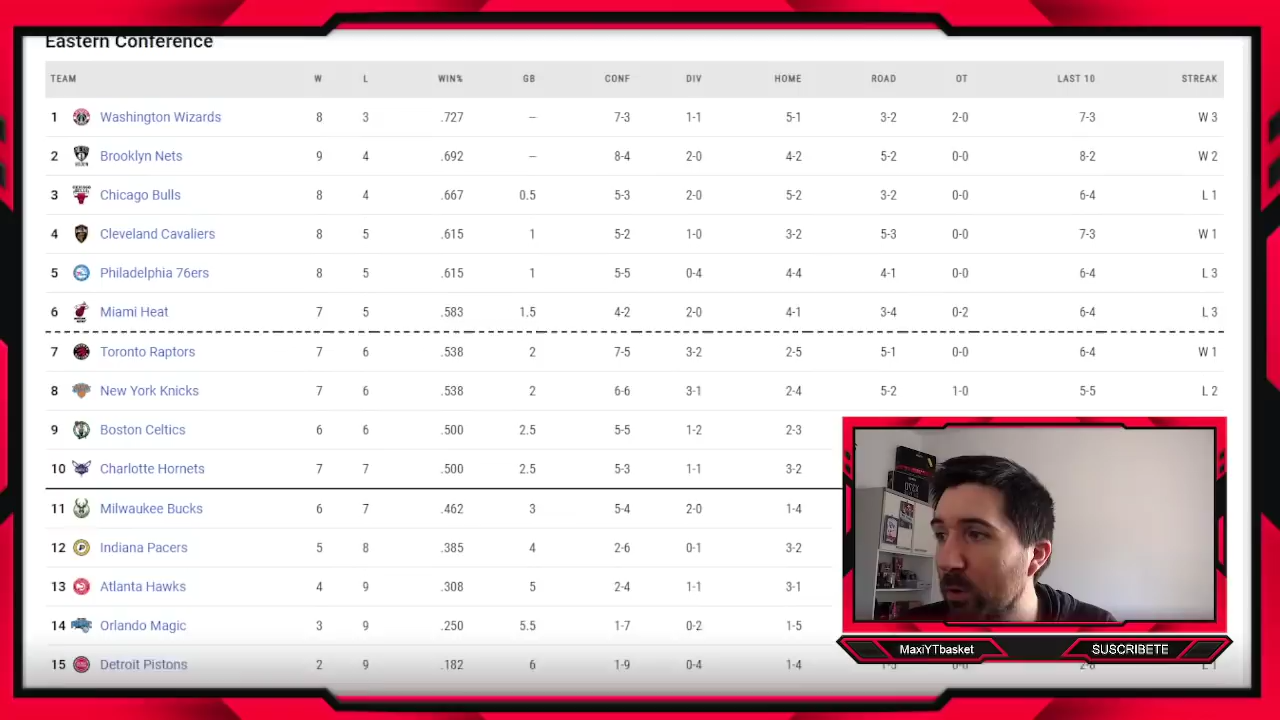 Eastern Conference
TEAM W L WIN% GB CONF DIV HOME ROAD OT LAST 10 STREAK
1 Washington Wizards 8 3 .727 – 7-3 1-1 5-1 3-2 2-0 7-3 W 3
2 Brooklyn Nets 9 4 .692 – 8-4 2-0 4-2 5-2 0-0 8-2 W 2
3 Chicago Bulls 8 4 .667 0.5 5-3 2-0 5-2 3-2 0-0 6-4 L 1
4 Cleveland Cavaliers 8 5 .615 1 5-2 1-0 3-2 5-3 0-0 7-3 W 1
5 Philadelphia 76ers 8 5 .615 1 5-5 0-4 4-4 4-1 0-0 6-4 L 3
6 Miami Heat 7 5 .583 1.5 4-2 2-0 4-1 3-4 0-2 6-4 L 3
7 Toronto Raptors 7 6 .538 2 7-5 3-2 2-5 5-1 0-0 6-4 W 1
8 New York Knicks 7 6 .538 2 6-6 3-1 2-4 5-2 1-0 5-5 L 2
9 Boston Celtics 6 6 .500 2.5 5-5 1-2 2-3
10 Charlotte Hornets 7 7 .500 2.5 5-3 1-1 3-2
11 Milwaukee Bucks 6 7 .462 3 5-4 2-0 1-4
12 Indiana Pacers 5 8 .385 4 2-6 0-1 3-2
13 Atlanta Hawks 4 9 .308 5 2-4 1-1 3-1
14 Orlando Magic 3 9 .250 5.5 1-7 0-2 1-5
15 Detroit Pistons 2 9 .182 6 1-9 0-4 1-4
MaxiYTbasket
SUSCRIBETE